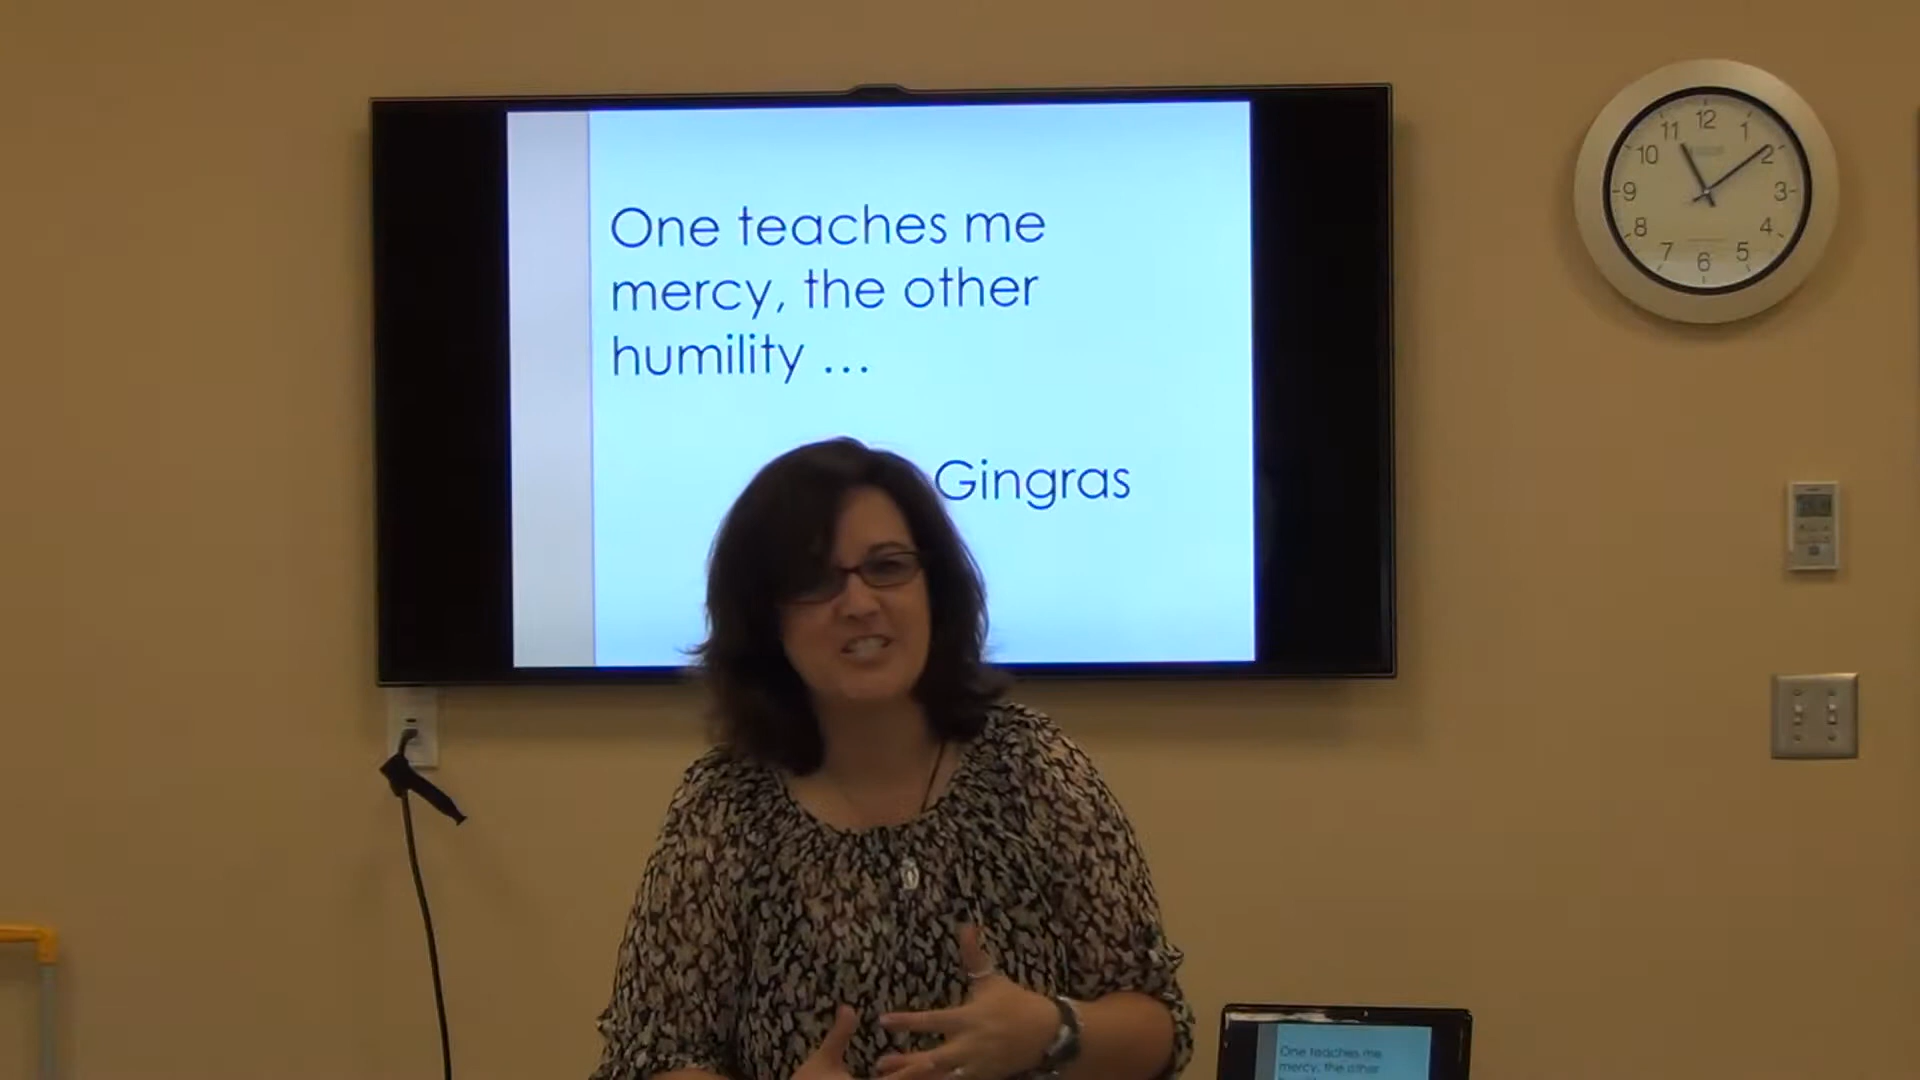 One teaches me
mercy, the other
humility ...
Gingras
12
1
2
3
4
5
6
7
8
9
10
11
One teaches me
mercy, the other